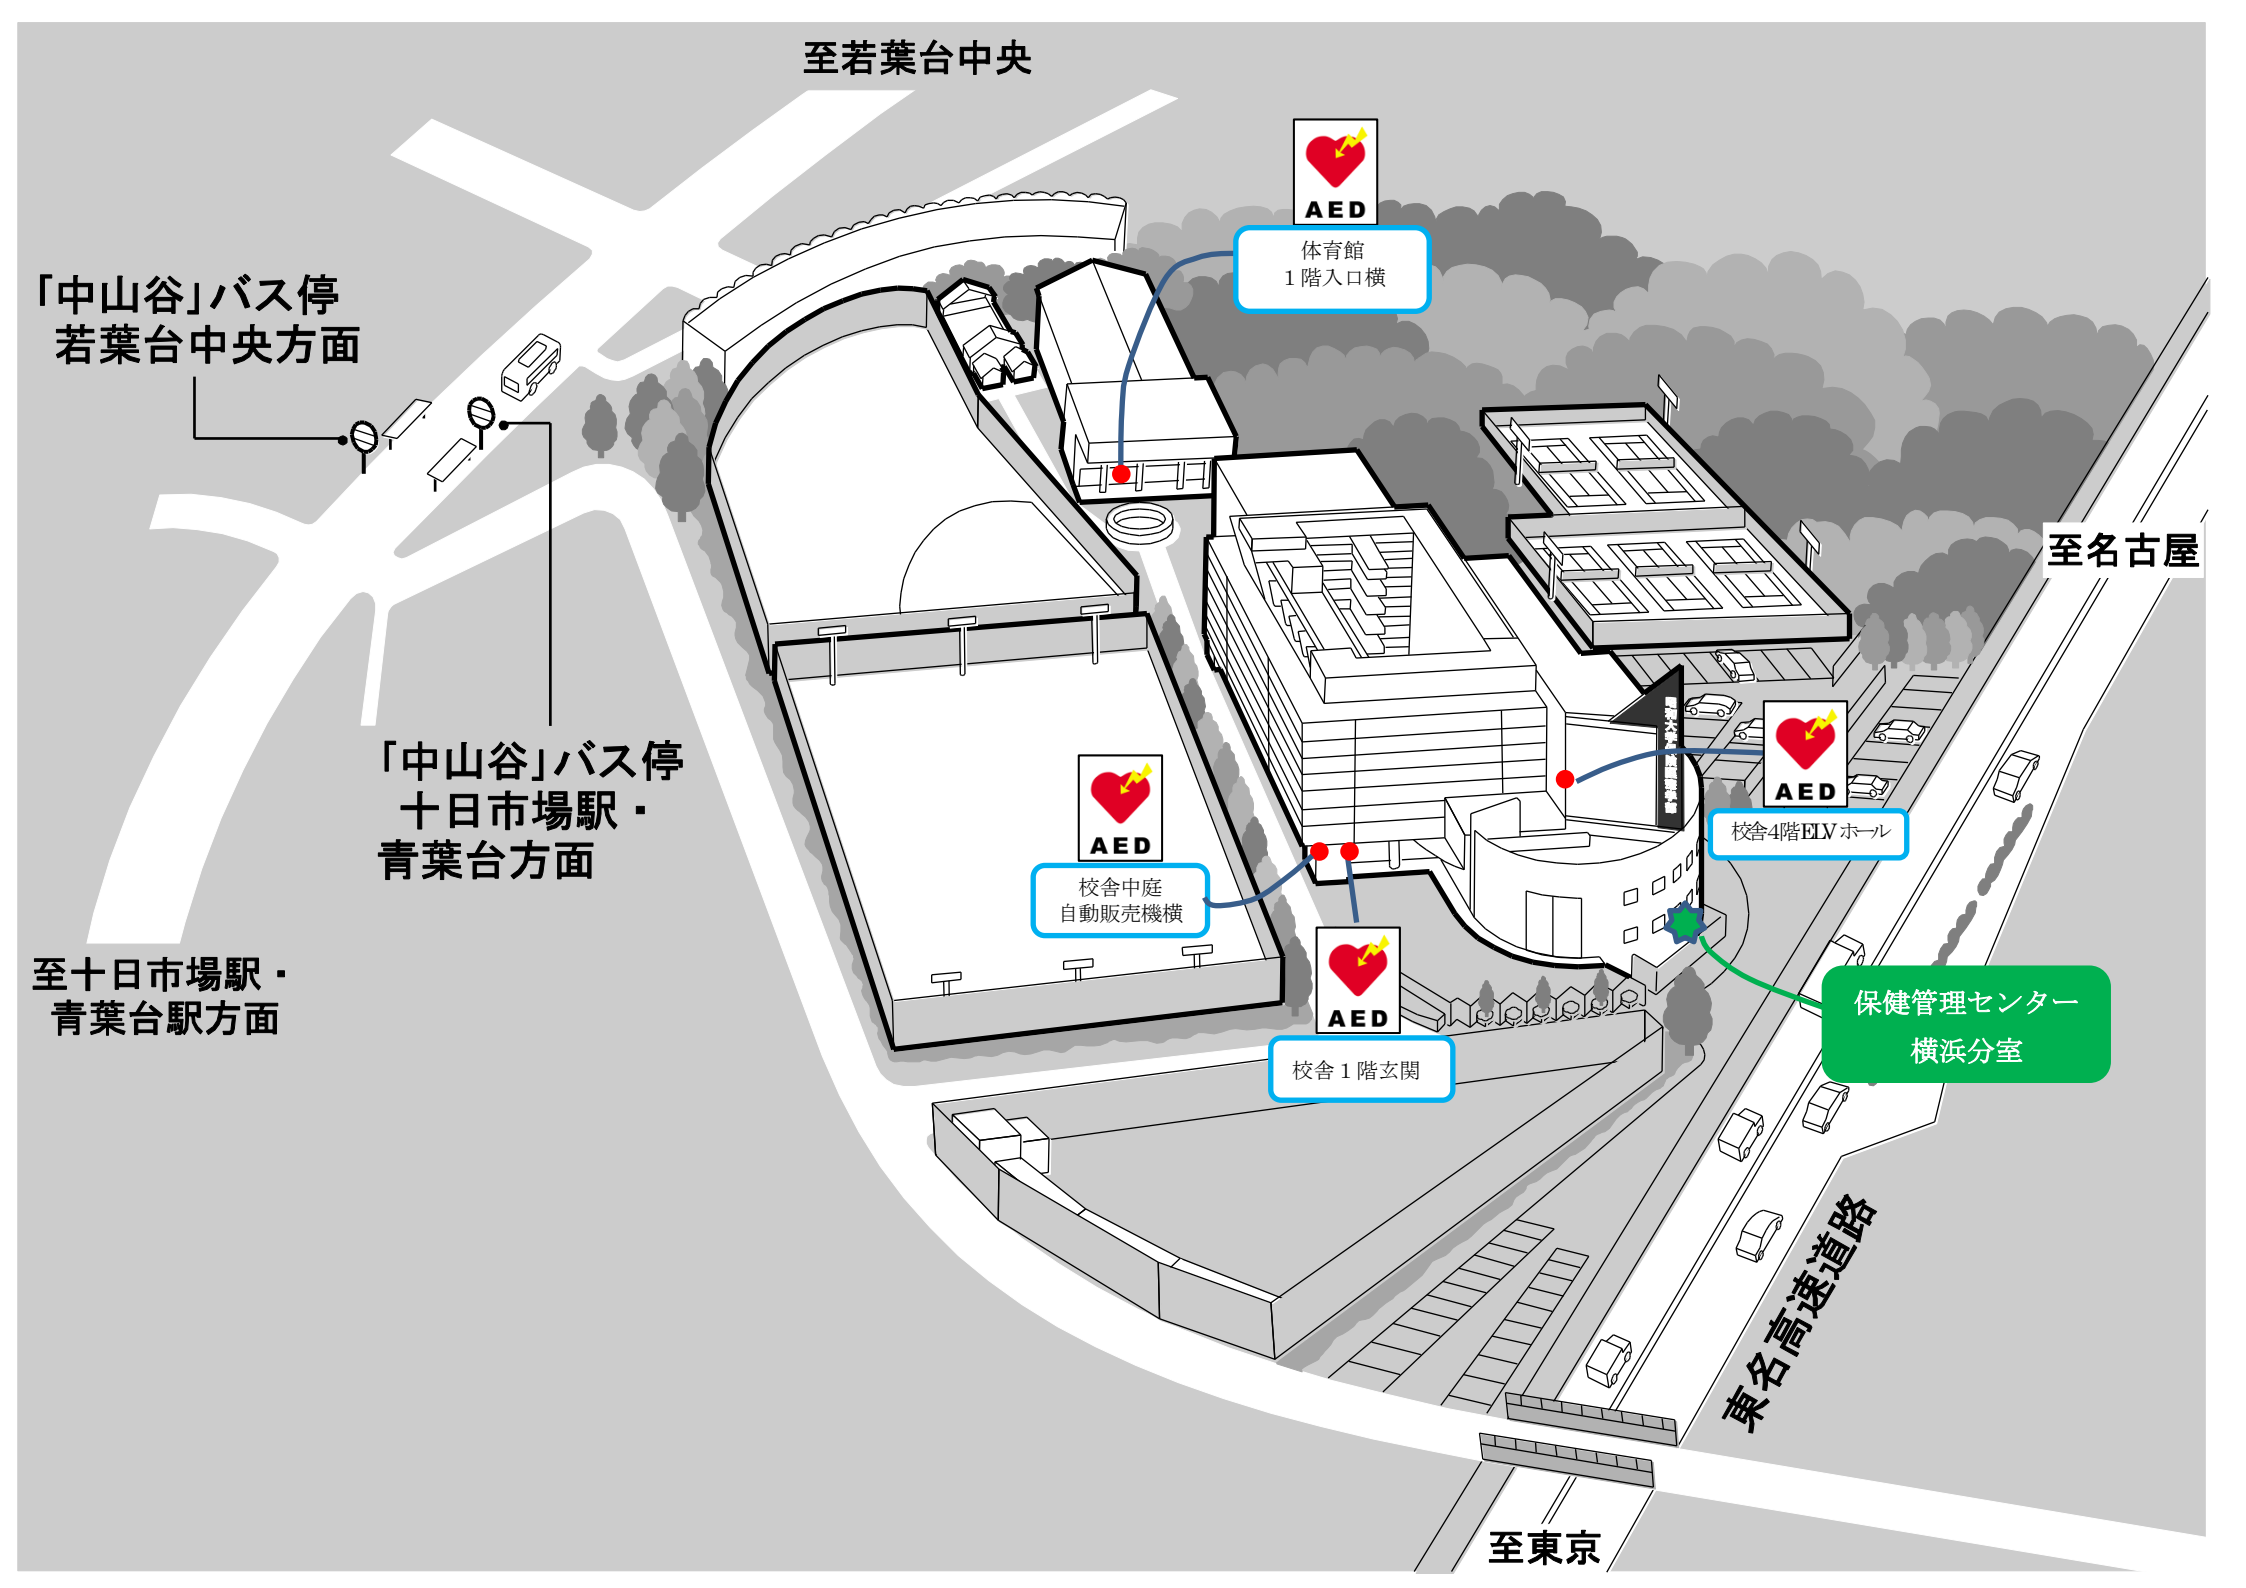 至若葉台中央
AED
体育館
1階入口横
「中山谷」バス停
若葉台中央方面
至名古屋
「中山谷」バス停
十日市場駅・
青葉台方面
AED
校舎4階ELVホール
AED
校舎中庭
自動販売機横
AED
校舎1階玄関
至十日市場駅・
青葉台駅方面
保健管理センター
横浜分室
東名高速道路
至東京